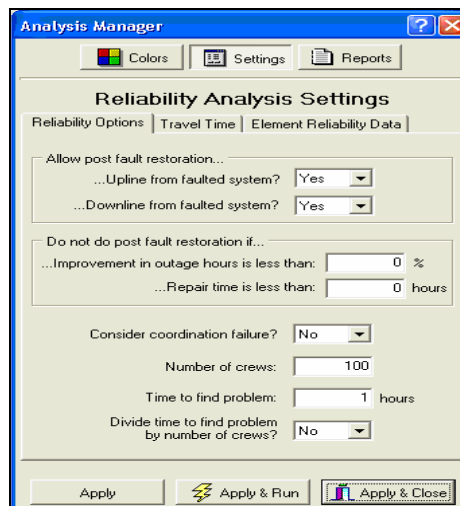 Analysis Manager
Colors Settings Reports
Reliability Analysis Settings
Reliability Options Travel Time Element Reliability Data
Allow post fault restoration...
...Upline from faulted system? Yes
...Downline from faulted system? Yes
Do not do post fault restoration if...
...Improvement in outage hours is less than: 0 %
...Repair time is less than: 0 hours
Consider coordination failure? No
Number of crews: 100
Time to find problem: 1 hours
Divide time to find problem
by number of crews? No
Apply Apply & Run Apply & Close